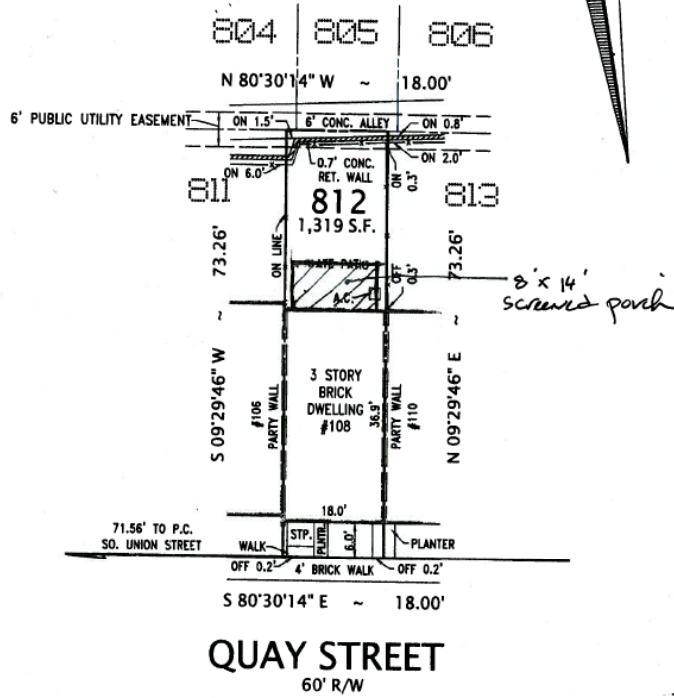 804 805 806
N 80°30'14" W ~ 18.00'
6' PUBLIC UTILITY EASEMENT
ON 1.5' 6' CONC. ALLEY ON 0.8'
ON 6.0' ON 2.0'
0.7' CONC.
RET. WALL
ON 0.3'
811
812
1,319 S.F.
813
73.26'
ON LINE
73.26'
PATIO
OFF 0.3'
A.C.
8' x 14'
screened porch
S 09°29'46" W ~
#106
PARTY WALL
3 STORY
BRICK
DWELLING
#108
36.9'
#110
PARTY WALL
N 09°29'46" E ~
18.0'
71.56' TO P.C.
SO. UNION STREET
WALK
STP.
PLNTR.
6.0'
PLANTER
OFF 0.2' 4' BRICK WALK OFF 0.2'
S 80°30'14" E ~ 18.00'
QUAY STREET
60' R/W